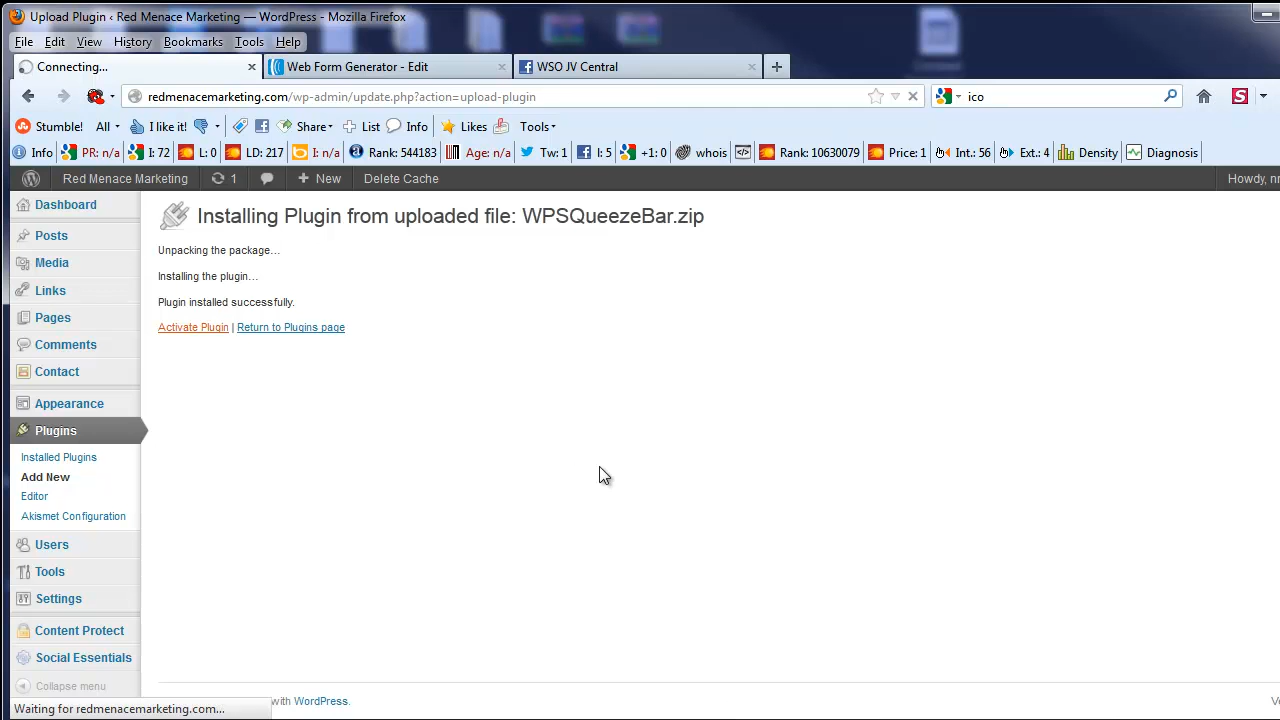 Upload Plugin ‹ Red Menace Marketing — WordPress - Mozilla Firefox
File Edit View History Bookmarks Tools Help
Connecting... Web Form Generator - Edit WSO JV Central
redmenacemarketing.com/wp-admin/update.php?action=upload-plugin ico
Stumble! All I like it! Share List Info Likes Tools
Info PR: n/a I: 72 L: 0 LD: 217 I: n/a Rank: 544183 Age: n/a Tw: 1 I: 5 +1: 0 whois Rank: 10630079 Price: 1 Int.: 56 Ext.: 4 Density Diagnosis
Red Menace Marketing 1 + New Delete Cache Howdy, nr
Dashboard
Posts
Media
Links
Pages
Comments
Contact
Appearance
Plugins
Installed Plugins
Add New
Editor
Akismet Configuration
Users
Tools
Settings
Content Protect
Social Essentials
Collapse menu
Installing Plugin from uploaded file: WPSQueezeBar.zip
Unpacking the package…
Installing the plugin…
Plugin installed successfully.
Activate Plugin | Return to Plugins page
with WordPress. Ve
Waiting for redmenacemarketing.com...